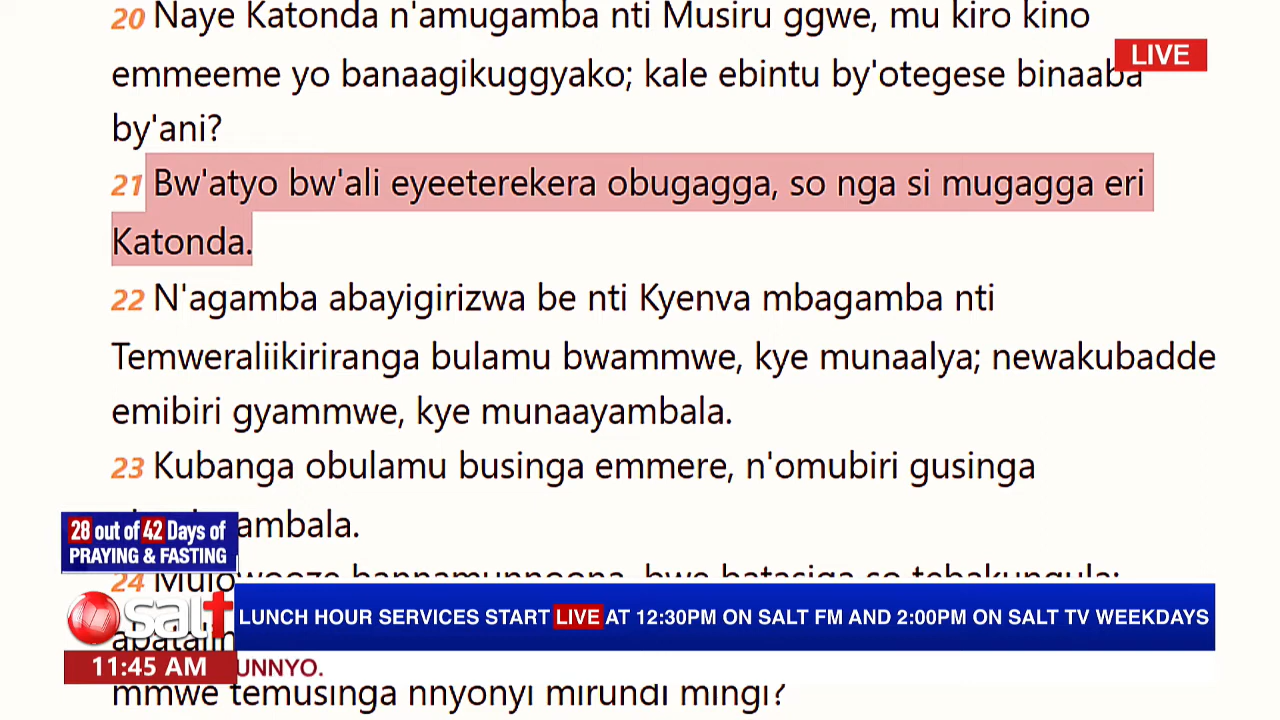 20 Naye Katonda n'amugamba nti Musiru ggwe, mu kiro kino
LIVE
emmeeme yo banaagikuggyako; kale ebintu by'otegese binaaba
by'ani?
21 Bw'atyo bw'ali eyeeterekera obugagga, so nga si mugagga eri
Katonda.
22 N'agamba abayigirizwa be nti Kyenva mbagamba nti
Temweraliikiriranga bulamu bwammwe, kye munaalya; newakubadde
emibiri gyammwe, kye munaayambala.
23 Kubanga obulamu businga emmere, n'omubiri gusinga
ambala.
28 out of 42 Days of
PRAYING & FASTING
24
salt
LUNCH HOUR SERVICES START LIVE AT 12:30PM ON SALT FM AND 2:00PM ON SALT TV WEEKDAYS
11:45 AM
UNNYO.
mmwe temusinga nnyonyi mirundi mingi?